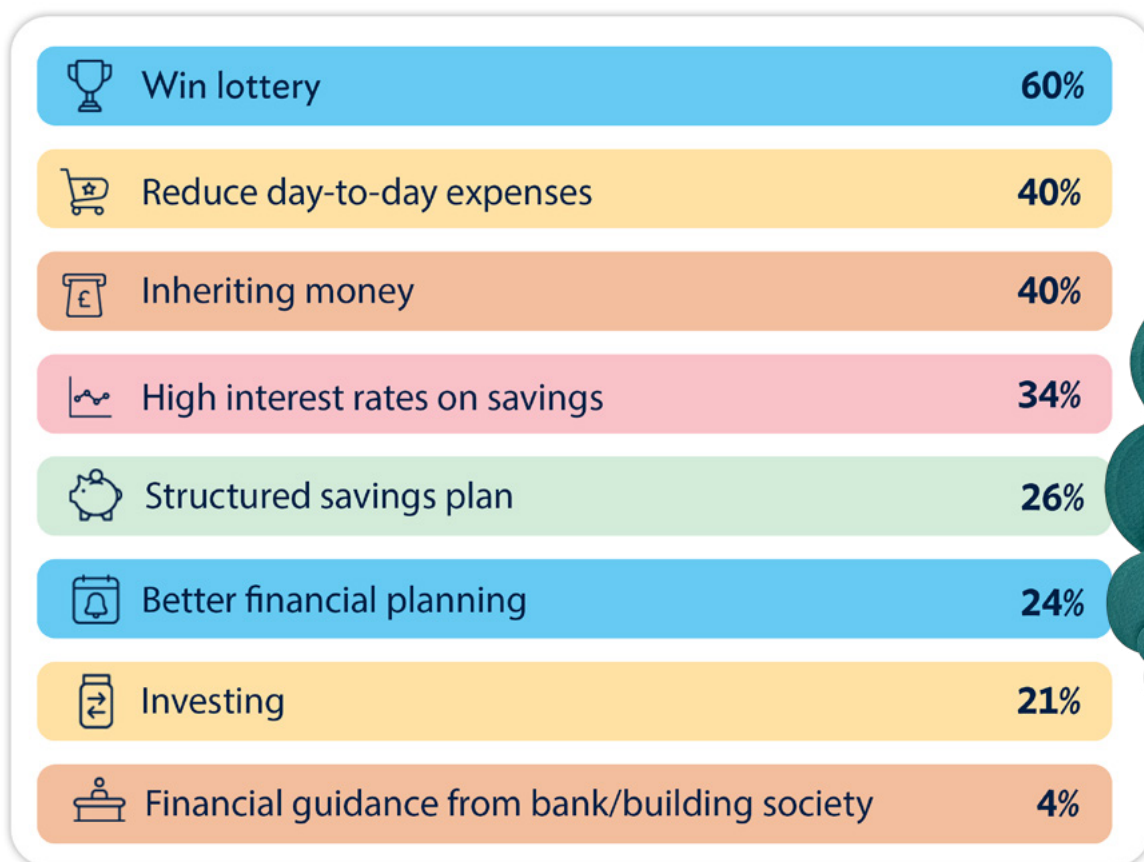 Win lottery 60%
Reduce day-to-day expenses 40%
£ Inheriting money 40%
High interest rates on savings 34%
Structured savings plan 26%
Better financial planning 24%
Investing 21%
Financial guidance from bank/building society 4%